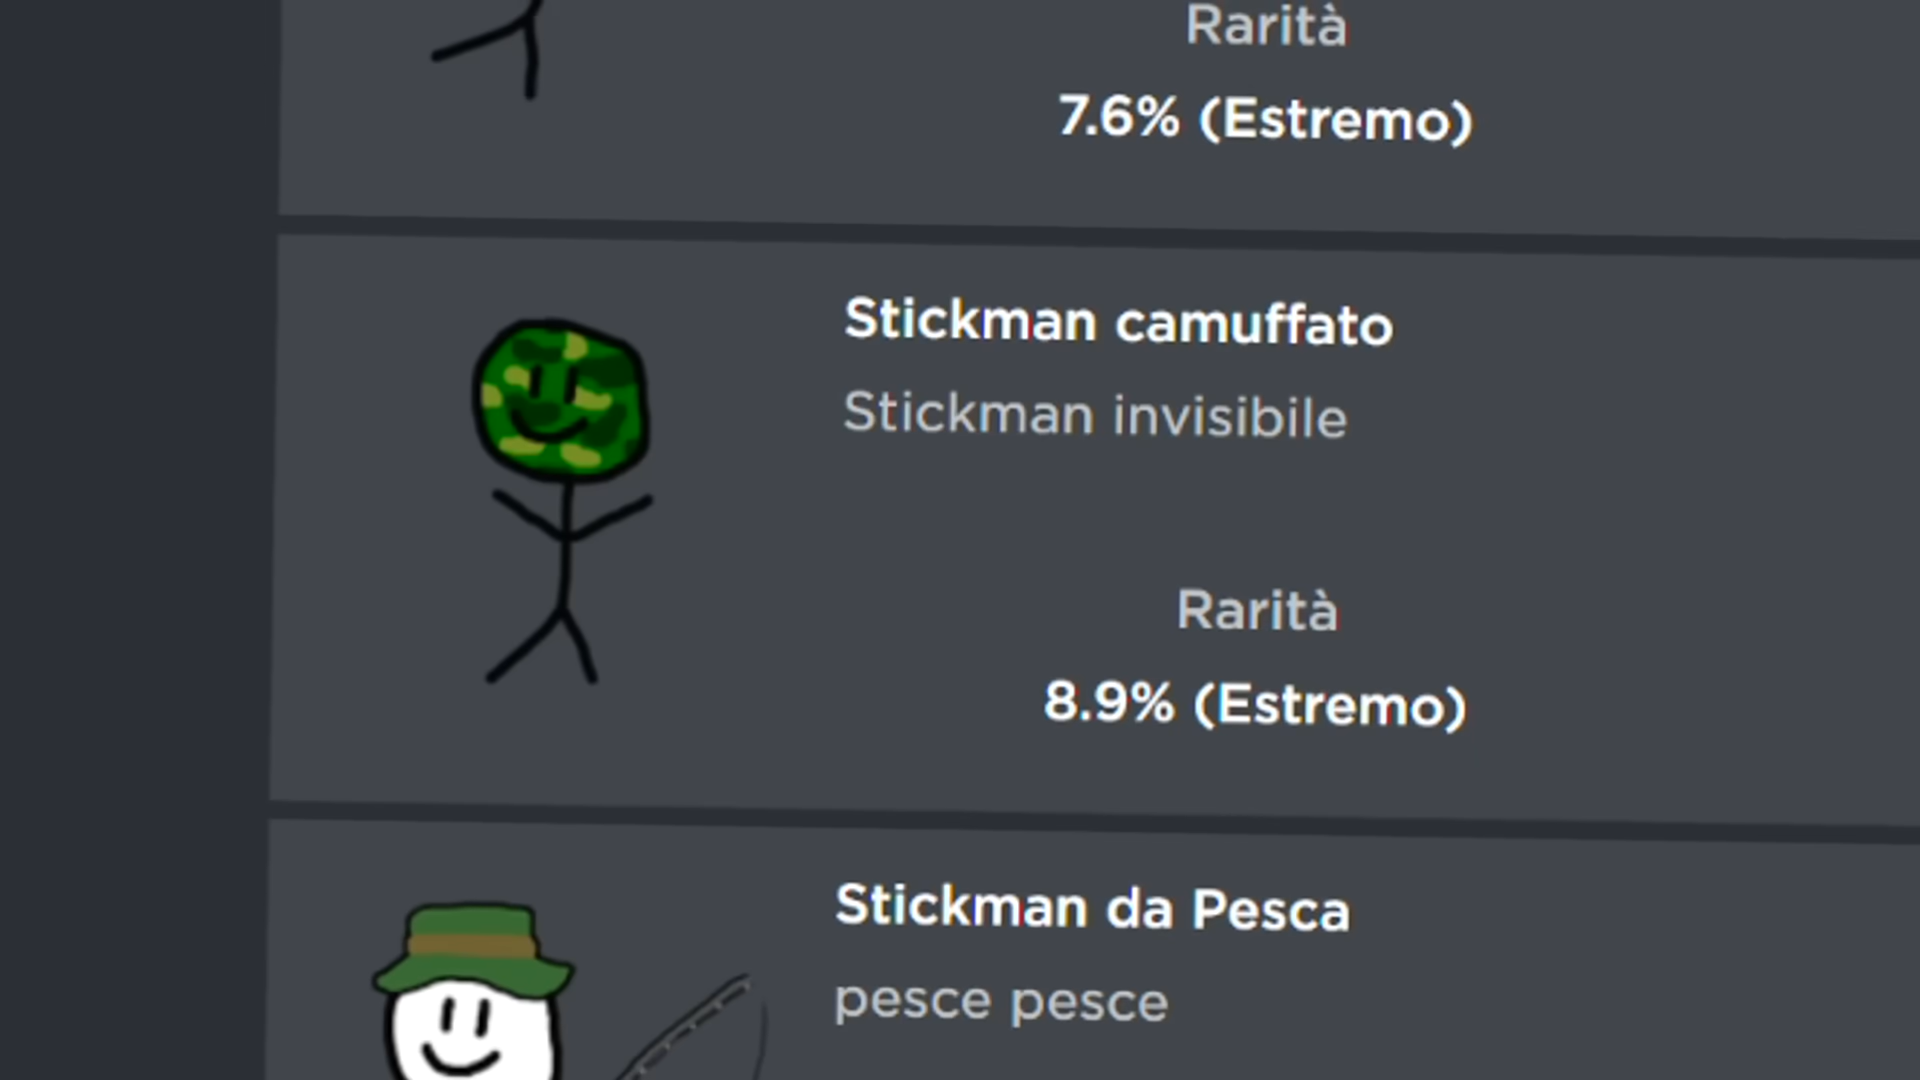 Rarità
7.6% (Estremo)
Stickman camuffato
Stickman invisibile
Rarità
8.9% (Estremo)
Stickman da Pesca
pesce pesce